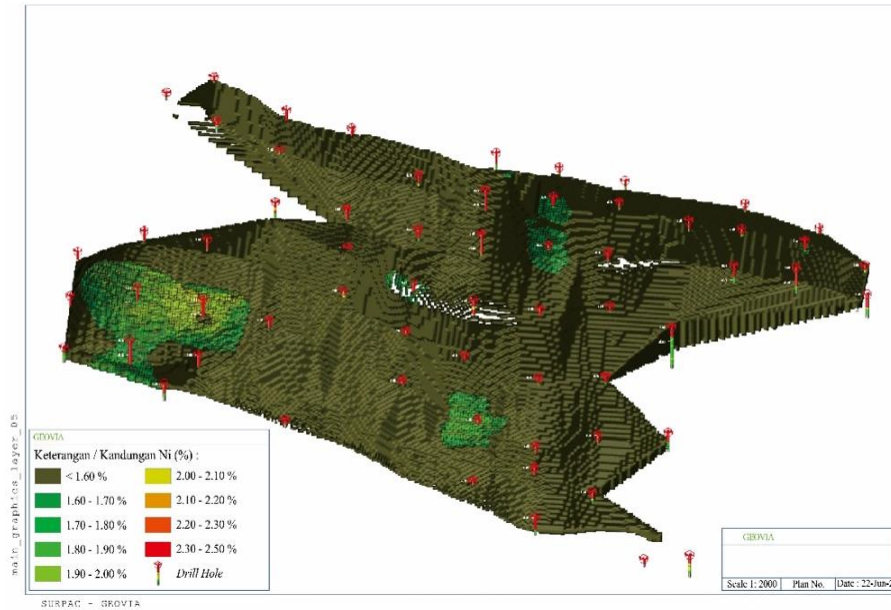 main_graphics_layer_05
GEOVIA
Keterangan / Kandungan Ni (%) :
< 1.60 %
1.60 - 1.70 %
1.70 - 1.80 %
1.80 - 1.90 %
1.90 - 2.00 %
2.00 - 2.10 %
2.10 - 2.20 %
2.20 - 2.30 %
2.30 - 2.50 %
Drill Hole
GEOVIA
Scale 1: 2000 Plan No. Date : 22-Jun-2
SURPAC - GEOVIA